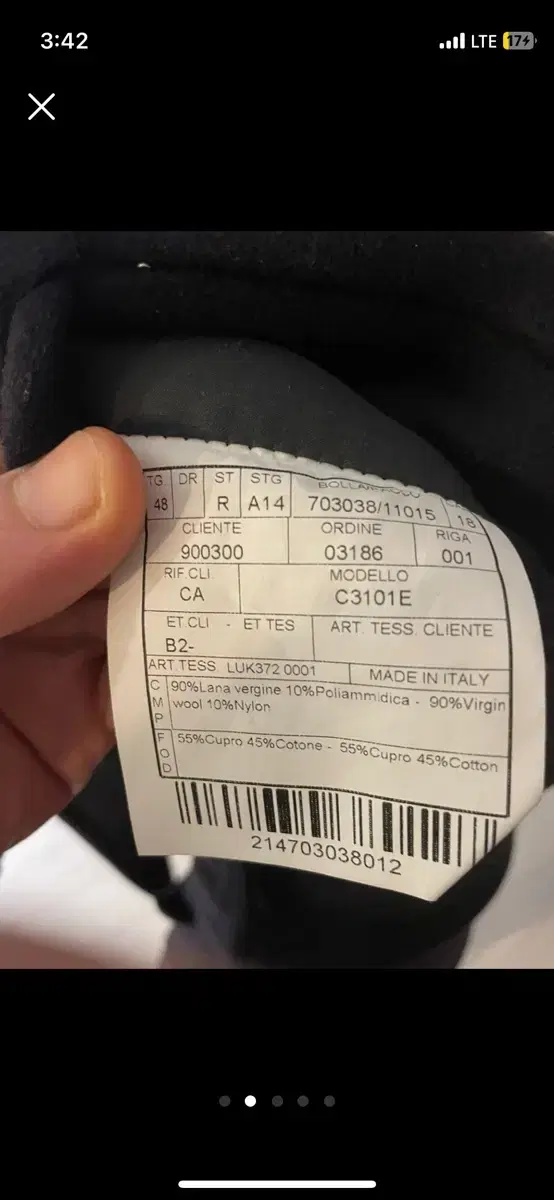 3:42
LTE 17
TG. DR ST STG
48 R A14 703038/11015 18
CLIENTE ORDINE RIGA
900300 03186 001
RIF.CLI MODELLO
CA C3101E
ET.CLI - ET TES ART. TESS. CLIENTE
B2-
ART.TESS. LUK372 0001 MADE IN ITALY
CMP 90%Lana vergine 10%Poliammidica - 90%Virgin
wool 10%Nylon
FOD 55%Cupro 45%Cotone - 55%Cupro 45%Cotton
214703038012